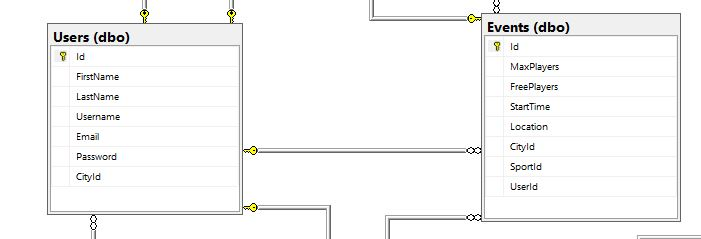 Users (dbo)
Id
FirstName
LastName
Username
Email
Password
CityId
Events (dbo)
Id
MaxPlayers
FreePlayers
StartTime
Location
CityId
SportId
UserId